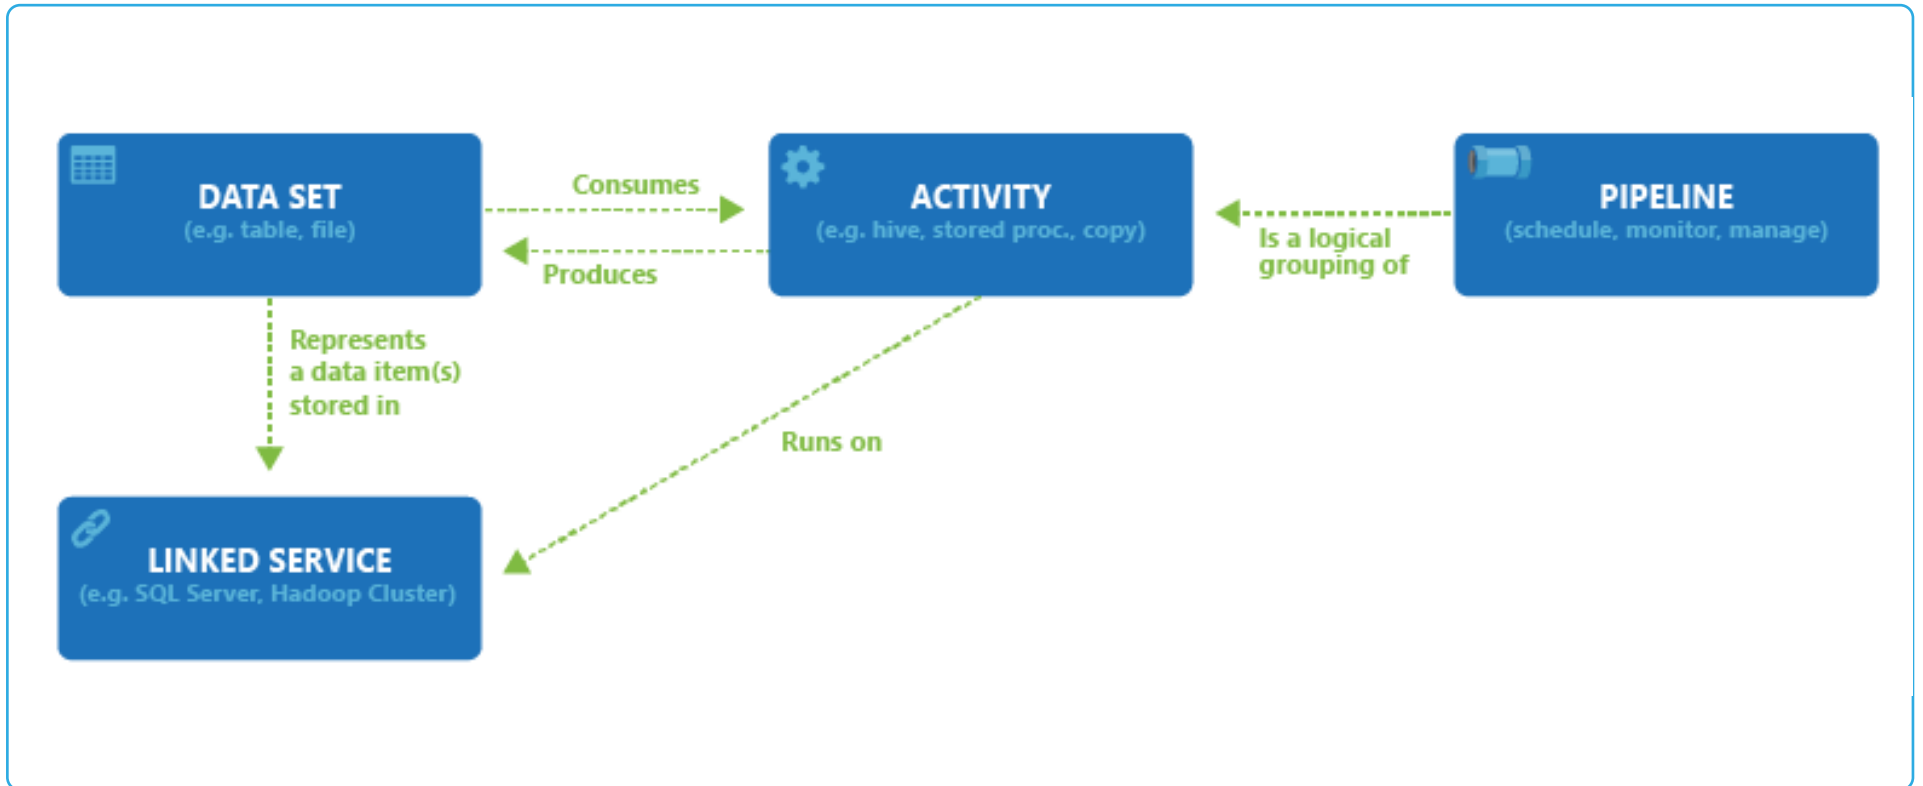 DATA SET
(e.g. table, file)
Consumes
Produces
ACTIVITY
(e.g. hive, stored proc., copy)
Is a logical
grouping of
PIPELINE
(schedule, monitor, manage)
Represents
a data item(s)
stored in
Runs on
LINKED SERVICE
(e.g. SQL Server, Hadoop Cluster)